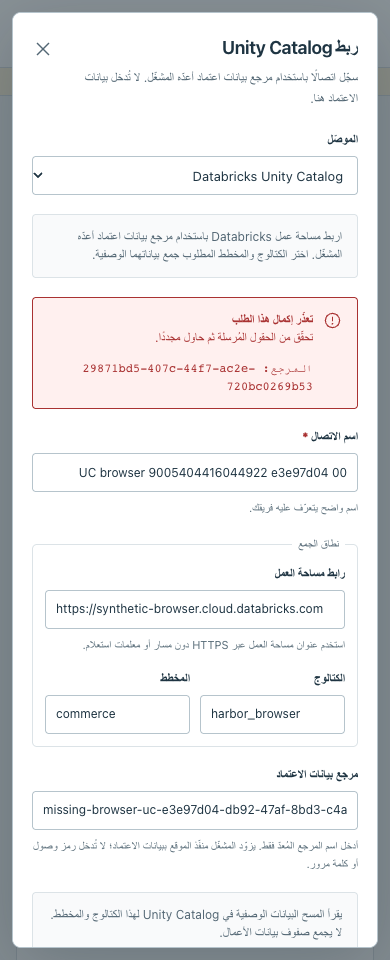 ربط Unity Catalog
سجّل اتصالًا باستخدام مرجع بيانات اعتماد أعدّه المشغّل. لا تُدخل بيانات
الاعتماد هنا.
الموصّل
Databricks Unity Catalog
اربط مساحة عمل Databricks باستخدام مرجع بيانات اعتماد أعدّه
المشغّل. اختر الكتالوج والمخطط المطلوب جمع بياناتهما الوصفية.
تعذّر إكمال هذا الطلب
تحقّق من الحقول المُرسلة ثم حاول مجددًا.
المرجع: 29871bd5-407c-44f7-ac2e-
720bc0269b53
اسم الاتصال *
UC browser 9005404416044922 e3e97d04 00
اسم واضح يتعرّف عليه فريقك.
نطاق الجمع
رابط مساحة العمل
https://synthetic-browser.cloud.databricks.com
استخدم عنوان مساحة العمل عبر HTTPS دون مسار أو معلمات استعلام.
الكتالوج
المخطط
harbor_browser
commerce
مرجع بيانات الاعتماد
missing-browser-uc-e3e97d04-db92-47af-8bd3-c4a
أدخل اسم المرجع المُعدّ فقط. يزوّد المشغّل منفّذ الموقع ببيانات الاعتماد؛ لا تُدخل رمز وصول
أو كلمة مرور.
يقرأ المسح البيانات الوصفية في Unity Catalog لهذا الكتالوج والمخطط.
لا يجمع صفوف بيانات الأعمال.